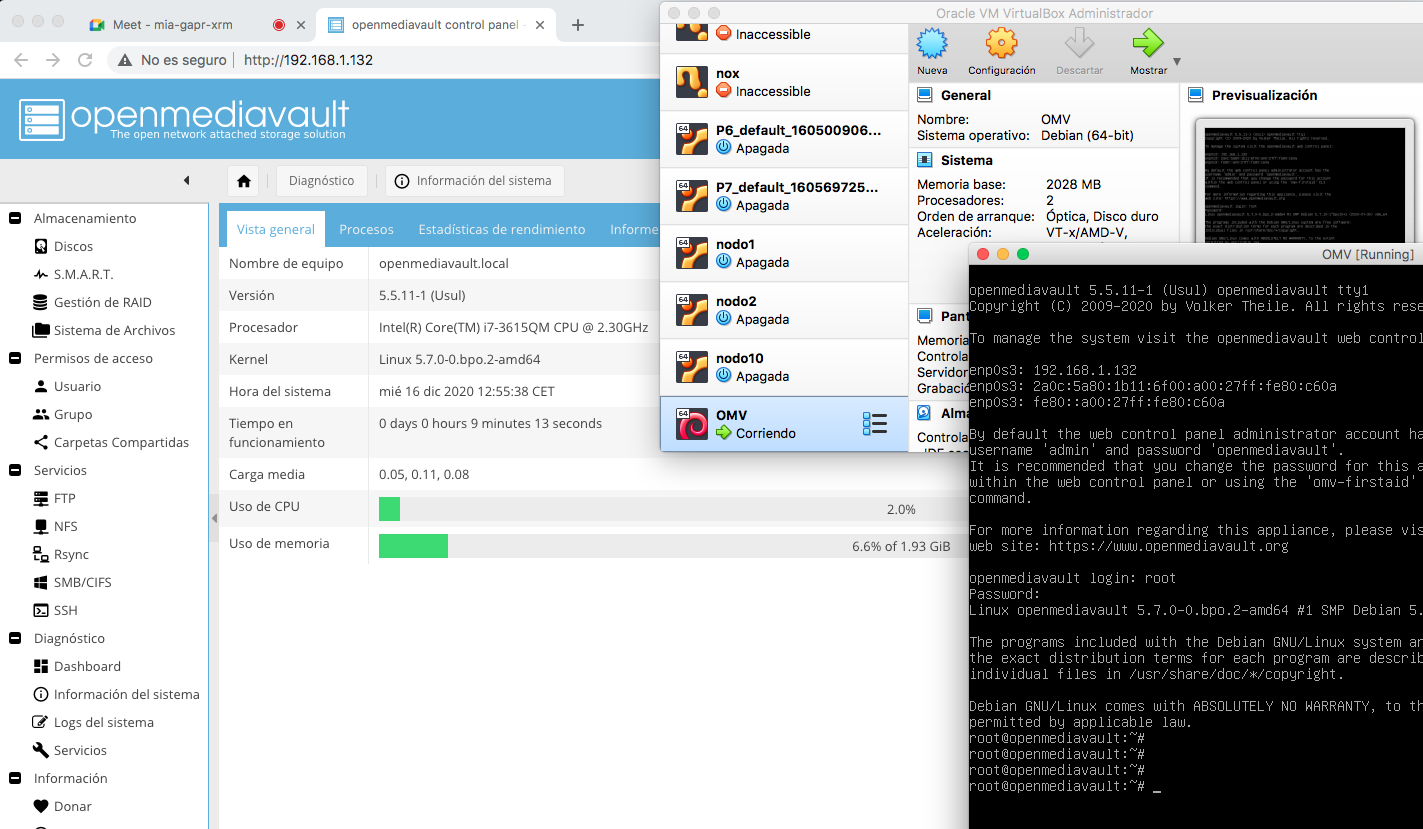 Meet - mia-gapr-xrm
openmediavault control panel -
No es seguro
http://192.168.1.132
openmediavault
The open network attached storage solution
Diagnóstico
Información del sistema
Almacenamiento
Discos
S.M.A.R.T.
Gestión de RAID
Sistema de Archivos
Permisos de acceso
Usuario
Grupo
Carpetas Compartidas
Servicios
FTP
NFS
Rsync
SMB/CIFS
SSH
Diagnóstico
Dashboard
Información del sistema
Logs del sistema
Servicios
Información
Donar
Vista general
Procesos
Estadísticas de rendimiento
Informe
Nombre de equipo
openmediavault.local
Versión
5.5.11-1 (Usul)
Procesador
Intel(R) Core(TM) i7-3615QM CPU @ 2.30GHz
Kernel
Linux 5.7.0-0.bpo.2-amd64
Hora del sistema
mié 16 dic 2020 12:55:38 CET
Tiempo en
funcionamiento
0 days 0 hours 9 minutes 13 seconds
Carga media
0.05, 0.11, 0.08
Uso de CPU
2.0%
Uso de memoria
6.6% of 1.93 GiB
Oracle VM VirtualBox Administrador
Inaccessible
nox
Inaccessible
64
P6_default_160500906...
Apagada
64
P7_default_160569725...
Apagada
64
nodo1
Apagada
64
nodo2
Apagada
64
nodo10
Apagada
64
OMV
Corriendo
Nueva
Configuración
Descartar
Mostrar
General
Nombre: OMV
Sistema operativo: Debian (64-bit)
Sistema
Memoria base: 2028 MB
Procesadores: 2
Orden de arranque: Óptica, Disco duro
Aceleración: VT-x/AMD-V,
Pant
Memoria
Controla
Servidor
Grabació
Alma
Controla
Previsualización
OMV [Running]
openmediavault 5.5.11-1 (Usul) openmediavault tty1
Copyright (C) 2009-2020 by Volker Theile. All rights rese
To manage the system visit the openmediavault web control
enp0s3: 192.168.1.132
enp0s3: 2a0c:5a80:1b11:6f00:a00:27ff:fe80:c60a
enp0s3: fe80::a00:27ff:fe80:c60a
By default the web control panel administrator account ha
username 'admin' and password 'openmediavault'.
It is recommended that you change the password for this a
within the web control panel or using the 'omv-firstaid'
command.
For more information regarding this appliance, please vis
web site: https://www.openmediavault.org
openmediavault login: root
Password:
Linux openmediavault 5.7.0-0.bpo.2-amd64 #1 SMP Debian 5.
The programs included with the Debian GNU/Linux system ar
the exact distribution terms for each program are describ
individual files in /usr/share/doc/*/copyright.
Debian GNU/Linux comes with ABSOLUTELY NO WARRANTY, to th
permitted by applicable law.
root@openmediavault:~#
root@openmediavault:~#
root@openmediavault:~#
root@openmediavault:~# _